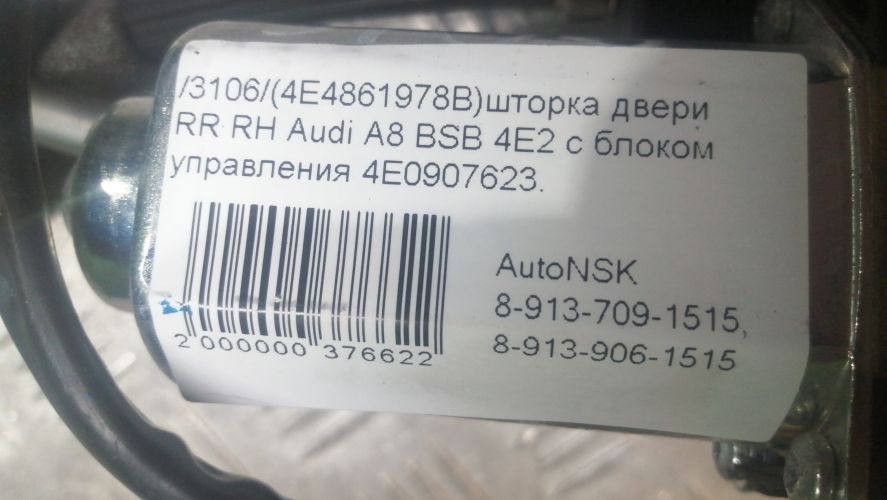 /3106/(4E4861978B)шторка двери
RR RH Audi A8 BSB 4E2 с блоком
управления 4E0907623.
AutoNSK
8-913-709-1515,
8-913-906-1515
2 000000 376622